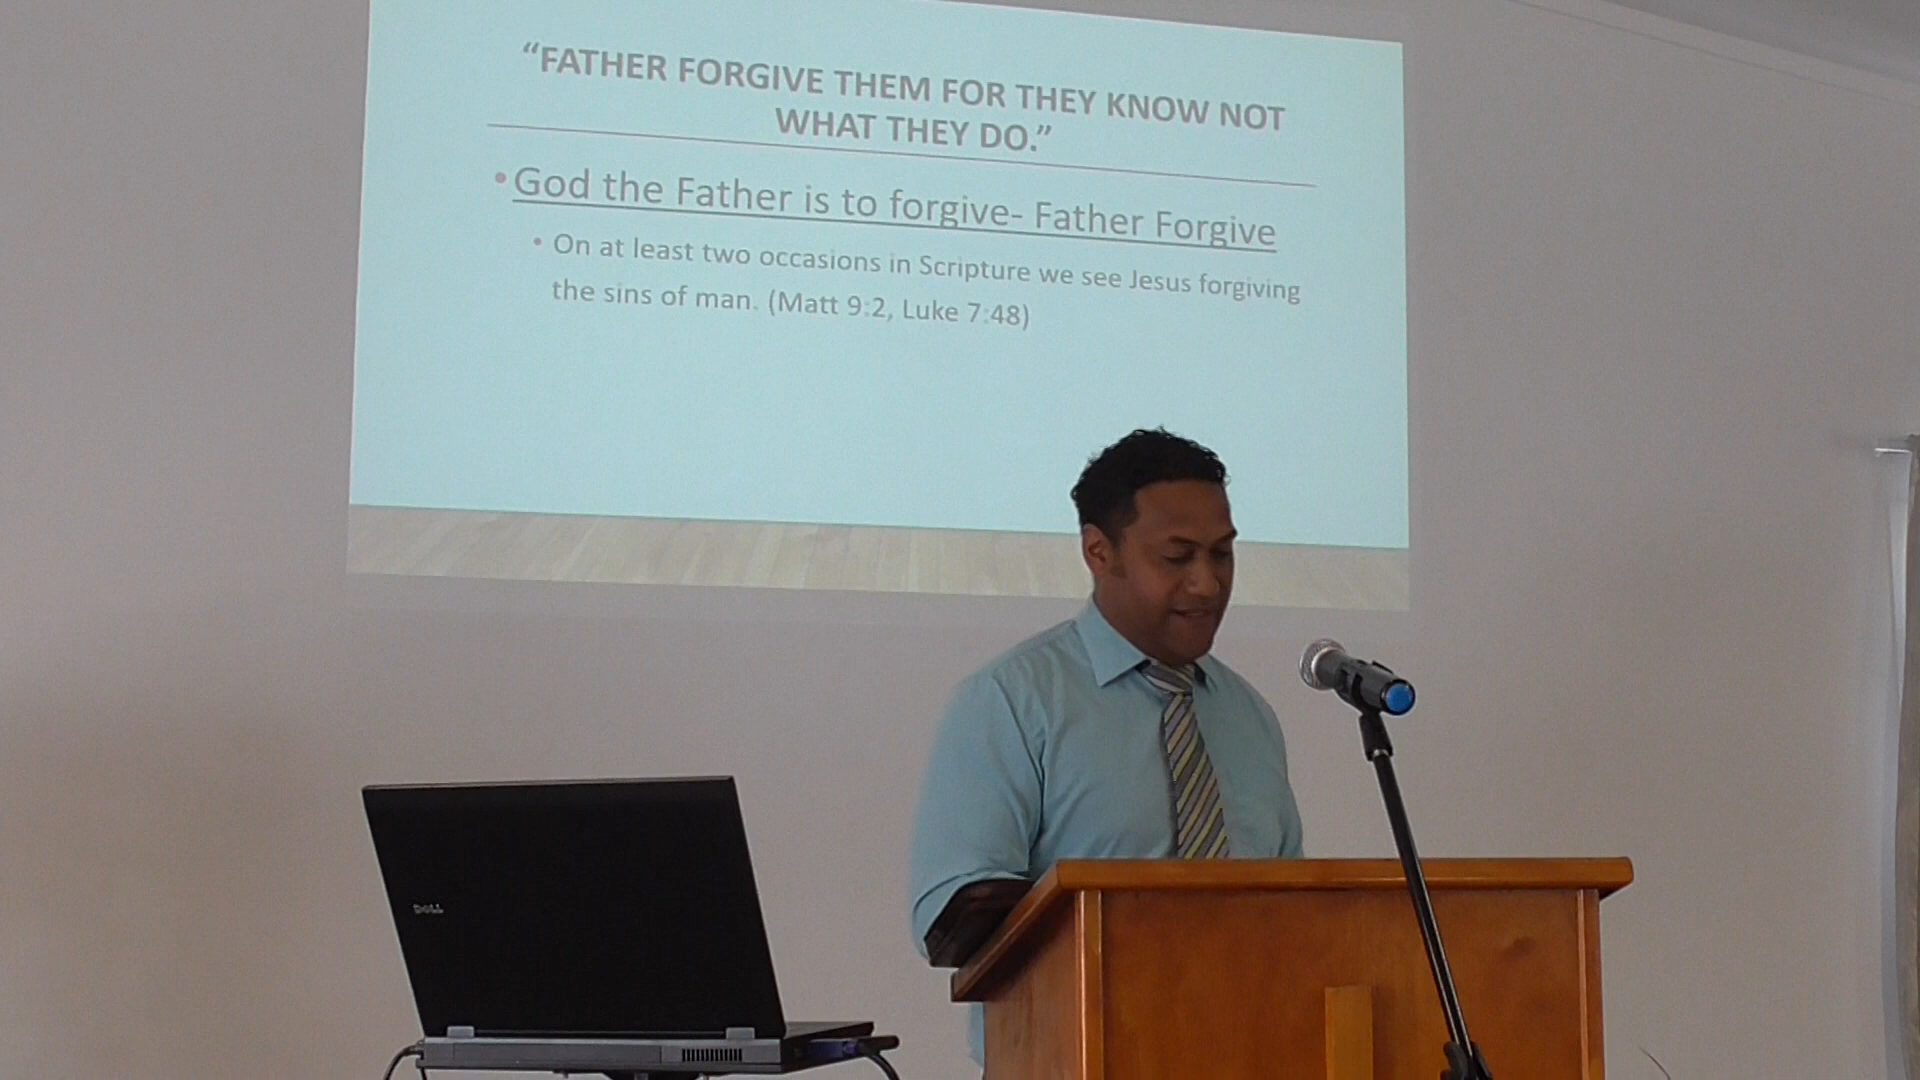 “FATHER FORGIVE THEM FOR THEY KNOW NOT
WHAT THEY DO.”
•God the Father is to forgive- Father Forgive
• On at least two occasions in Scripture we see Jesus forgiving
the sins of man. (Matt 9:2, Luke 7:48)
DELL